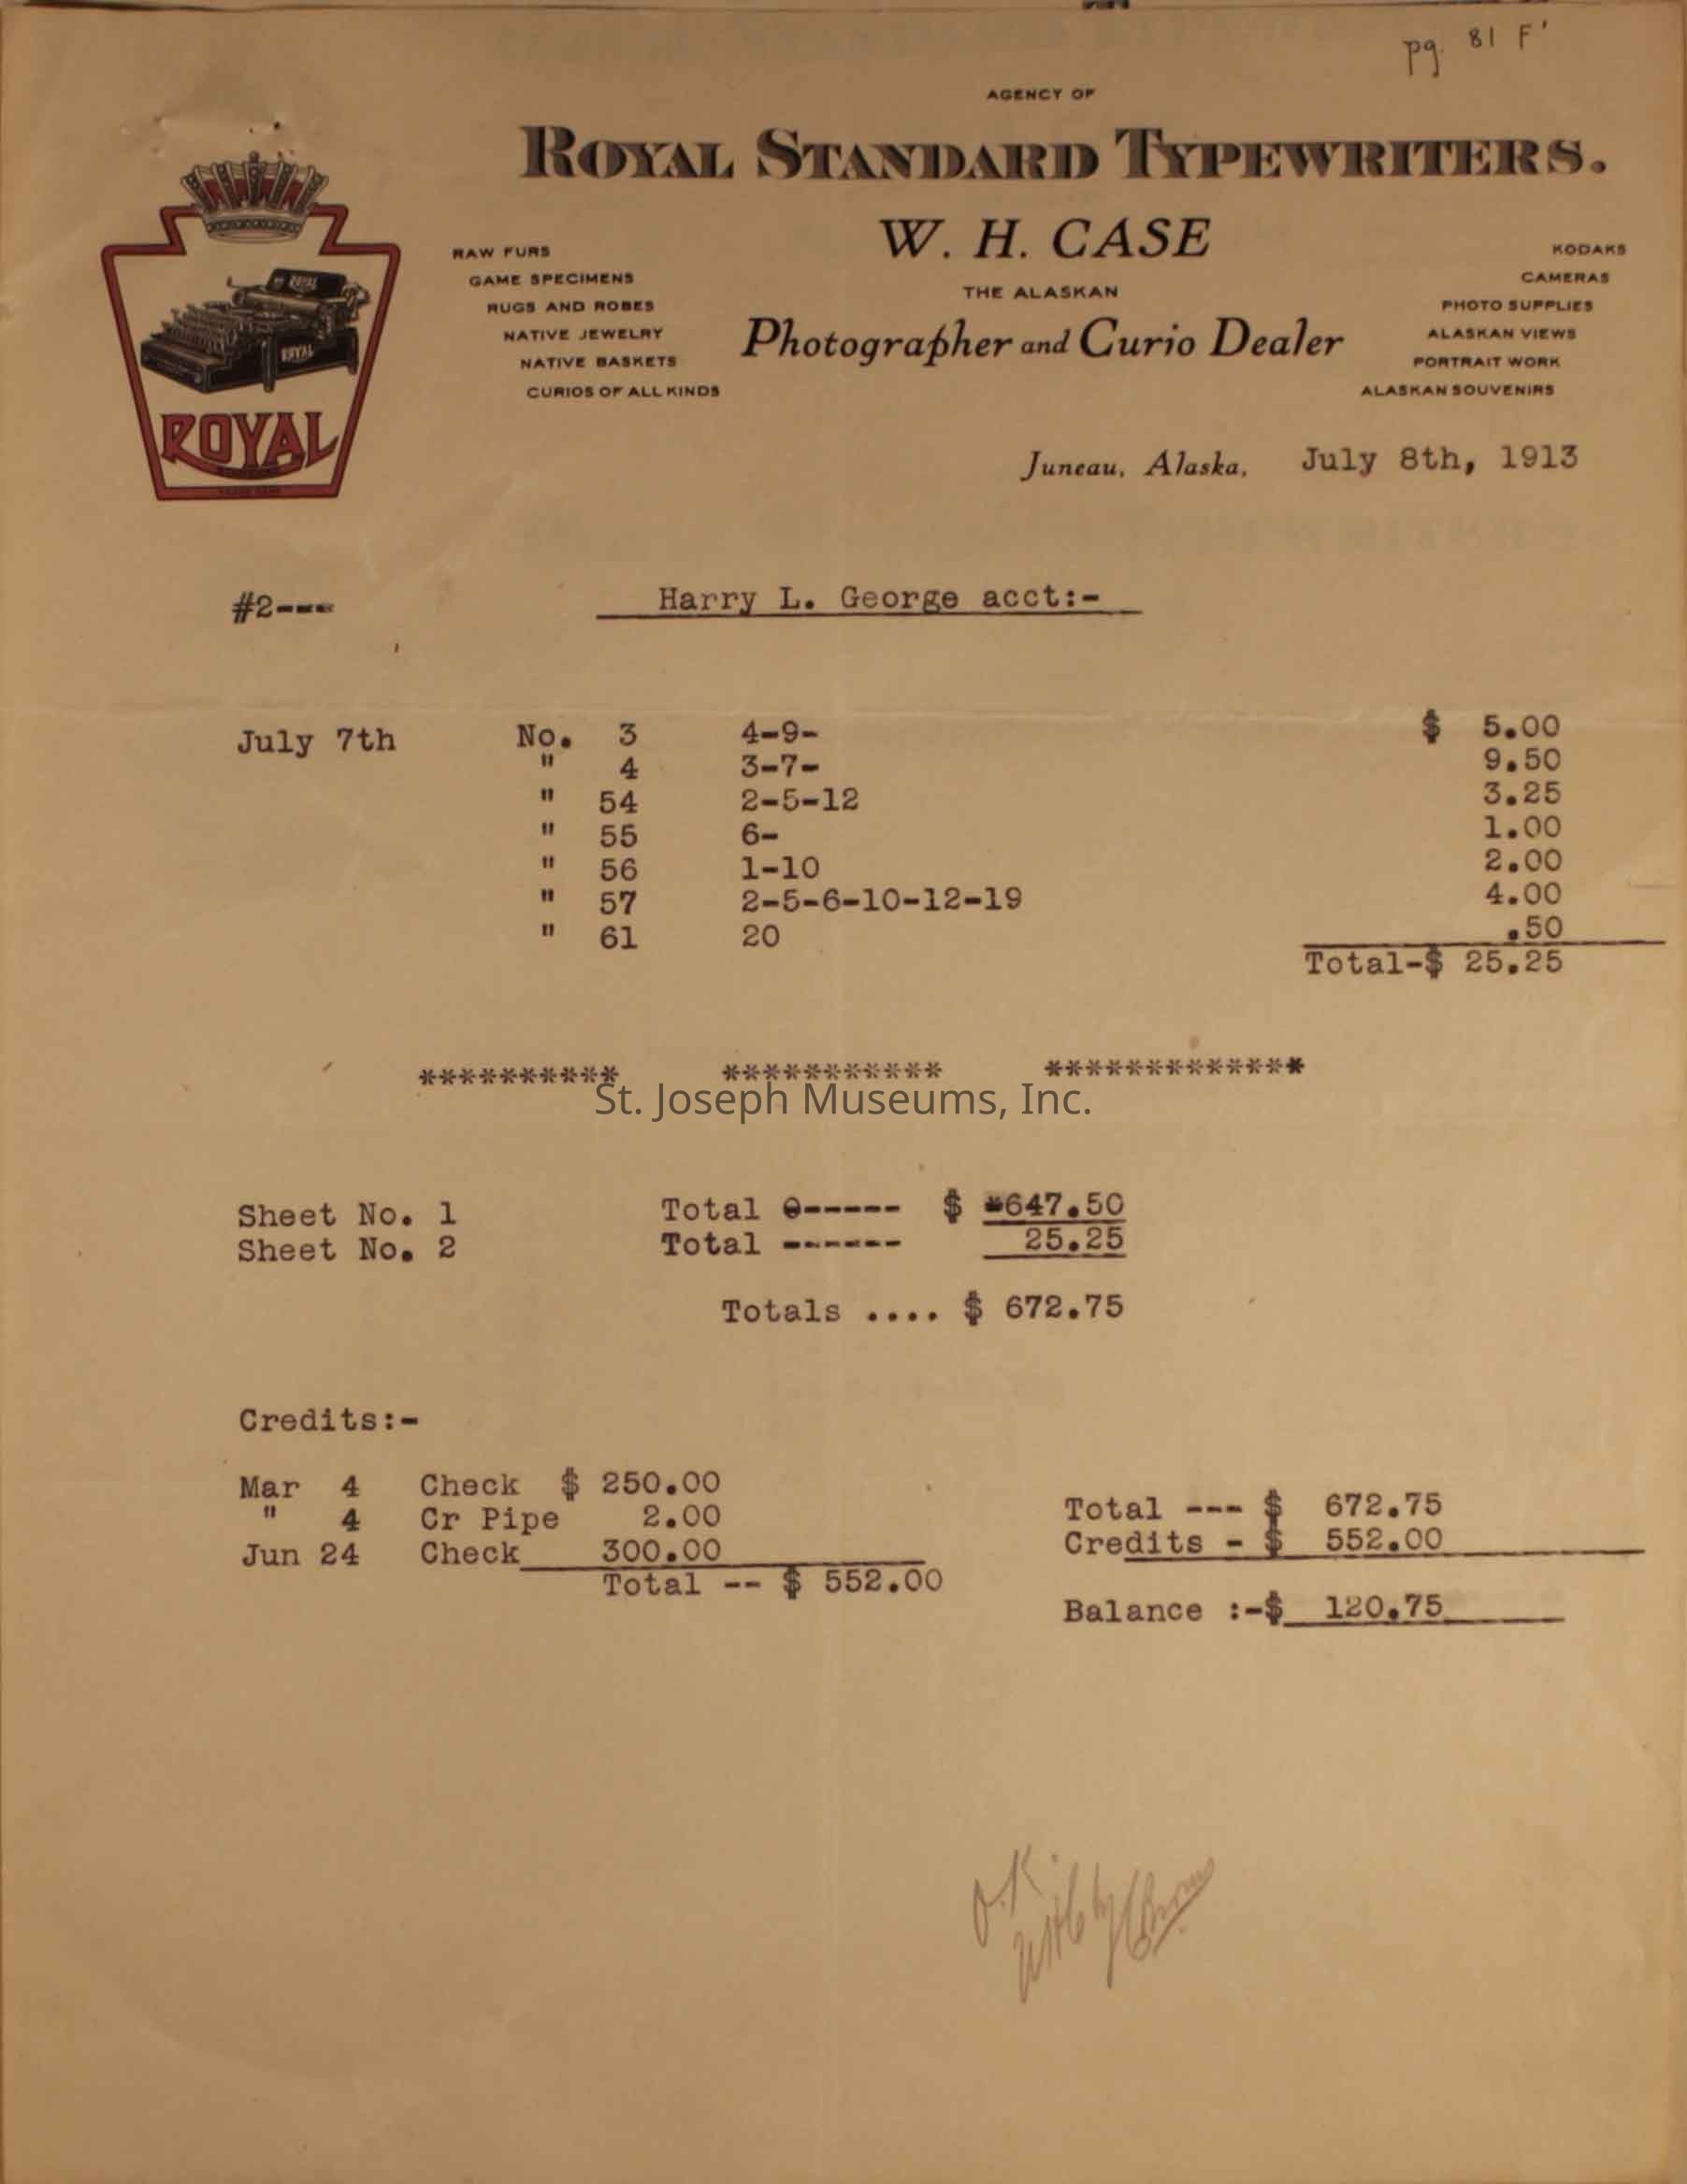 pg. 81 F'
AGENCY OF
ROYAL STANDARD TYPEWRITERS.
W. H. CASE
THE ALASKAN
Photographer and Curio Dealer
RAW FURS
GAME SPECIMENS
RUGS AND ROBES
NATIVE JEWELRY
NATIVE BASKETS
CURIOS OF ALL KINDS
KODAKS
CAMERAS
PHOTO SUPPLIES
ALASKAN VIEWS
PORTRAIT WORK
ALASKAN SOUVENIRS
ROYAL
ROYAL
ROYAL
Juneau, Alaska, July 8th, 1913
#2---- Harry L. George acct:-
July 7th No. 3 4-9- $ 5.00
" 4 3-7- 9.50
" 54 2-5-12 3.25
" 55 6- 1.00
" 56 1-10 2.00
" 57 2-5-6-10-12-19 4.00
" 61 20 .50
Total-$ 25.25
********** *********** *************
St. Joseph Museums, Inc.
Sheet No. 1 Total ----- $ 647.50
Sheet No. 2 Total ------ 25.25
Totals .... $ 672.75
Credits:-
Mar 4 Check $ 250.00
" 4 Cr Pipe 2.00
Jun 24 Check 300.00
Total -- $ 552.00
Total --- $ 672.75
Credits - $ 552.00
Balance :-$ 120.75
O.K